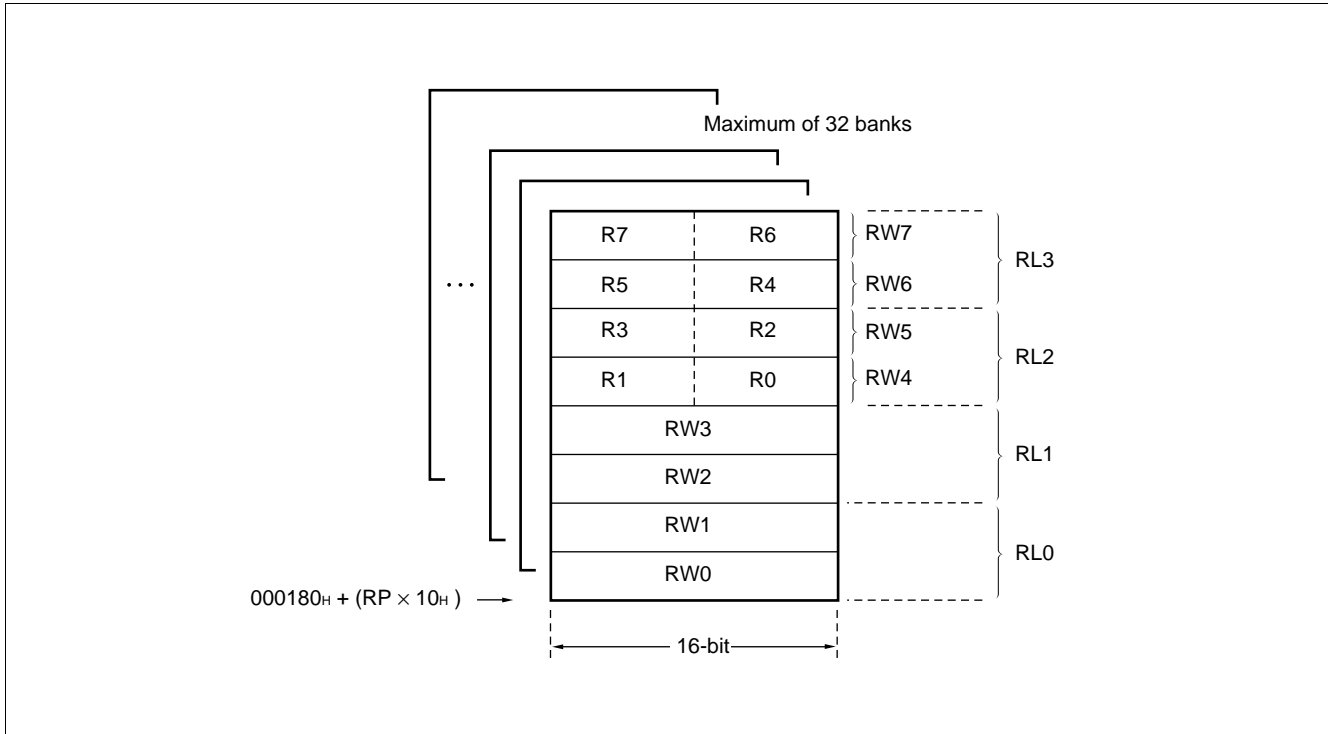 Maximum of 32 banks
R7 R6 RW7
RL3
...
R5 R4 RW6
R3 R2 RW5
RL2
R1 R0 RW4
RW3
RL1
RW2
RW1
RL0
RW0
000180H + (RP × 10H )
16-bit